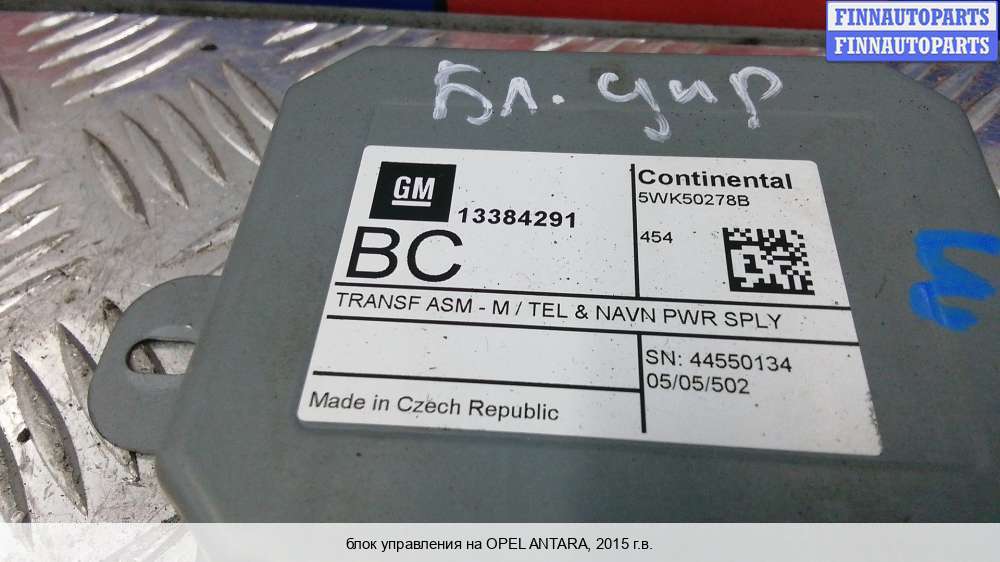 FINNAUTOPARTS
FINNAUTOPARTS
Бл. упр
GM
13384291
BC
Continental
5WK50278B
454
TRANSF ASM - M / TEL & NAVN PWR SPLY
SN: 44550134
05/05/502
Made in Czech Republic
блок управления на OPEL ANTARA, 2015 г.в.